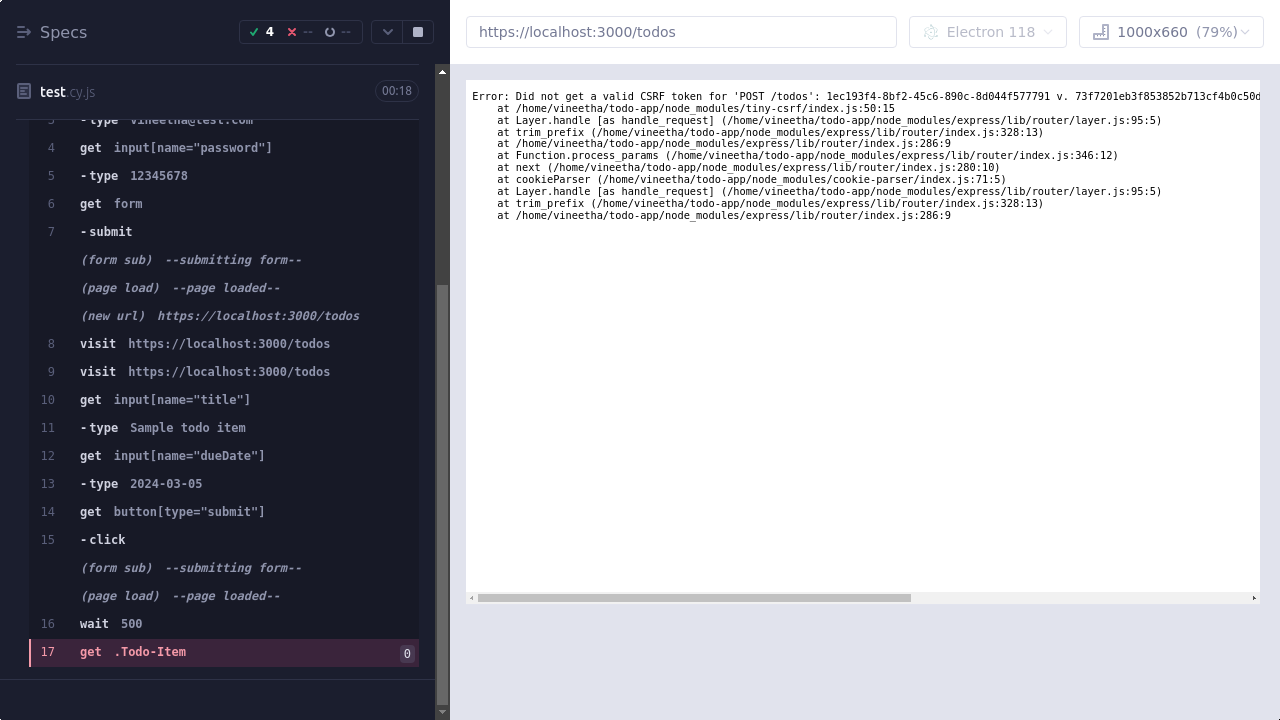 Specs
4
--
--
test.cy.js
00:18
3 -type vineetha@test.com
4 get input[name="password"]
5 -type 12345678
6 get form
7 -submit
(form sub) --submitting form--
(page load) --page loaded--
(new url) https://localhost:3000/todos
8 visit https://localhost:3000/todos
9 visit https://localhost:3000/todos
10 get input[name="title"]
11 -type Sample todo item
12 get input[name="dueDate"]
13 -type 2024-03-05
14 get button[type="submit"]
15 -click
(form sub) --submitting form--
(page load) --page loaded--
16 wait 500
17 get .Todo-Item 0
https://localhost:3000/todos
Electron 118
1000x660 (79%)
Error: Did not get a valid CSRF token for 'POST /todos': 1ec193f4-8bf2-45c6-890c-8d044f577791 v. 73f7201eb3f853852b713cf4b0c50d
at /home/vineetha/todo-app/node_modules/tiny-csrf/index.js:50:15
at Layer.handle [as handle_request] (/home/vineetha/todo-app/node_modules/express/lib/router/layer.js:95:5)
at trim_prefix (/home/vineetha/todo-app/node_modules/express/lib/router/index.js:328:13)
at /home/vineetha/todo-app/node_modules/express/lib/router/index.js:286:9
at Function.process_params (/home/vineetha/todo-app/node_modules/express/lib/router/index.js:346:12)
at next (/home/vineetha/todo-app/node_modules/express/lib/router/index.js:280:10)
at cookieParser (/home/vineetha/todo-app/node_modules/cookie-parser/index.js:71:5)
at Layer.handle [as handle_request] (/home/vineetha/todo-app/node_modules/express/lib/router/layer.js:95:5)
at trim_prefix (/home/vineetha/todo-app/node_modules/express/lib/router/index.js:328:13)
at /home/vineetha/todo-app/node_modules/express/lib/router/index.js:286:9